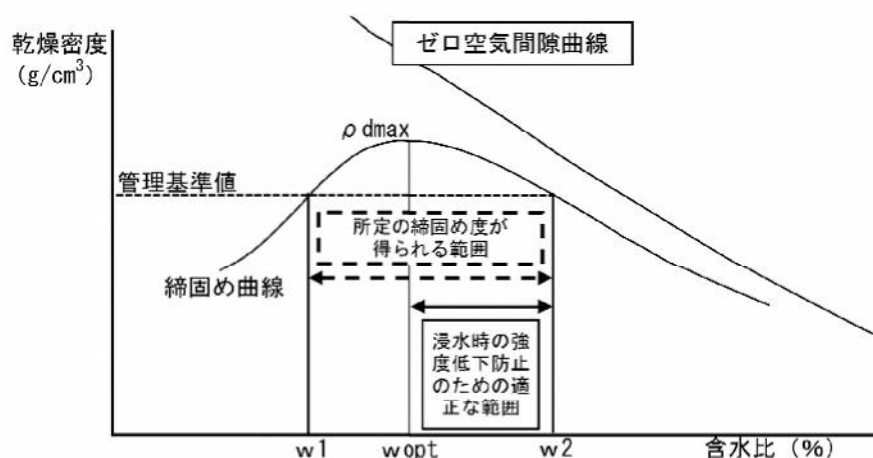 乾燥密度
(g/cm³)
ゼロ空気間隙曲線
ρdmax
管理基準値
所定の締固め度が
得られる範囲
締固め曲線
浸水時の強
度低下防止
のための適
正な範囲
w1
wopt
w2
含水比（%）